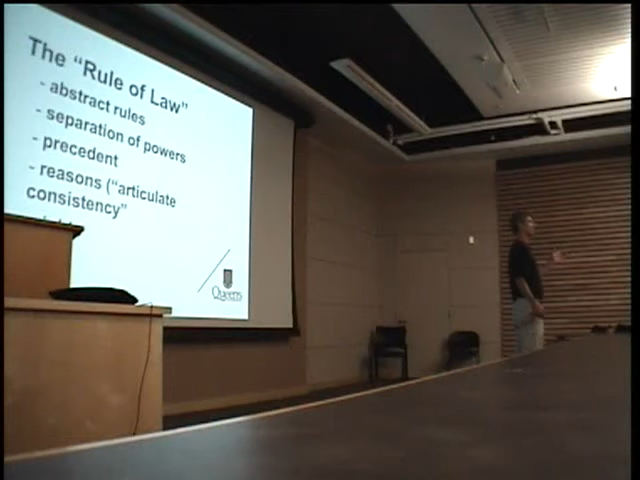 The “Rule of Law”
- abstract rules
- separation of powers
- precedent
- reasons (“articulate
consistency”
Queen's